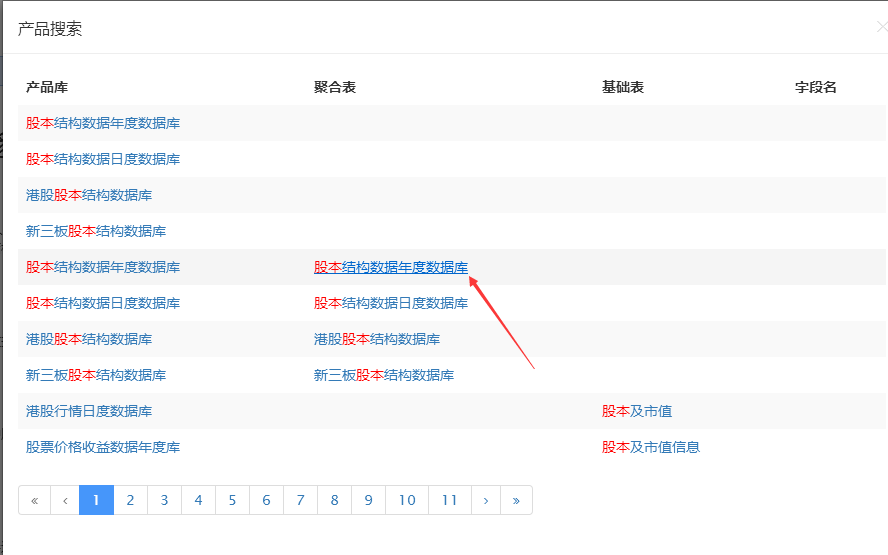 产品搜索
产品库 聚合表 基础表 字段名
股本结构数据年度数据库
股本结构数据日度数据库
港股股本结构数据库
新三板股本结构数据库
股本结构数据年度数据库 股本结构数据年度数据库
股本结构数据日度数据库 股本结构数据日度数据库
港股股本结构数据库 港股股本结构数据库
新三板股本结构数据库 新三板股本结构数据库
港股行情日度数据库 股本及市值
股票价格收益数据年度库 股本及市值信息
« ‹ 1 2 3 4 5 6 7 8 9 10 11 › »